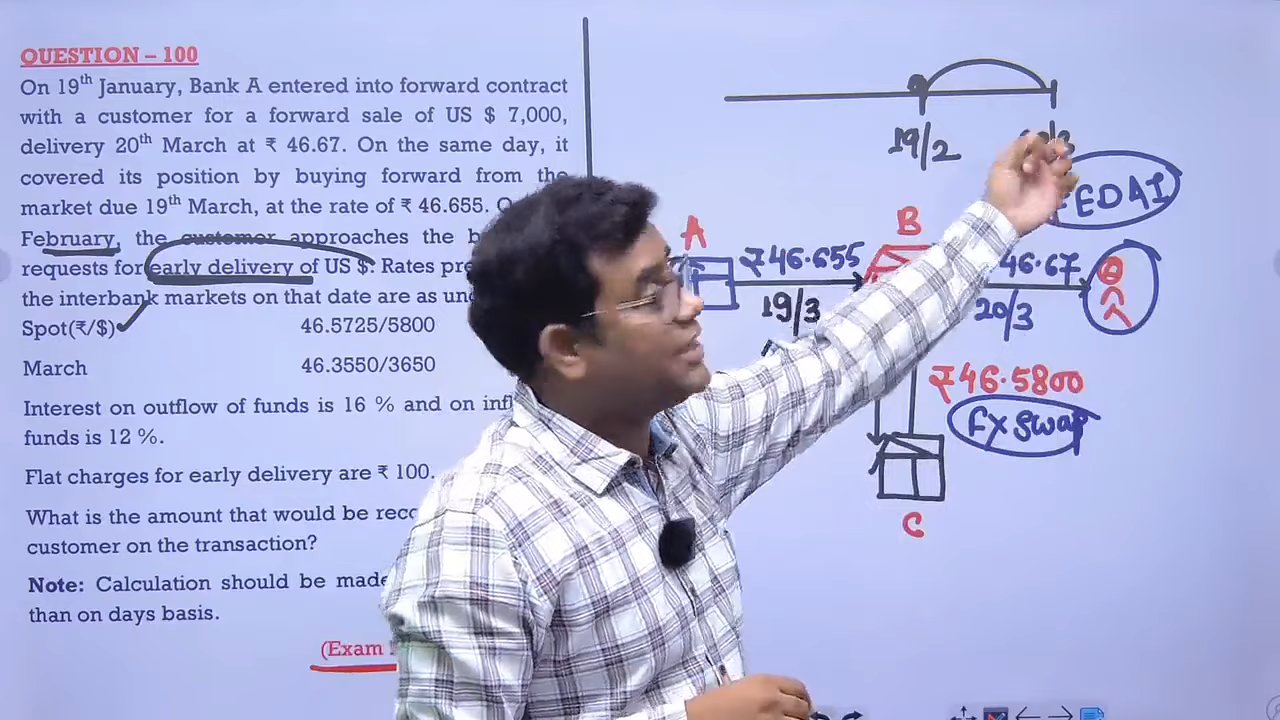 QUESTION – 100
On 19th January, Bank A entered into forward contract
with a customer for a forward sale of US $ 7,000,
delivery 20th March at ₹ 46.67. On the same day, it
covered its position by buying forward from the
market due 19th March, at the rate of ₹ 46.655.
February, the customer approaches the
requests for early delivery of US $. Rates
the interbank markets on that date are as
Spot(₹/$) 46.5725/5800
March 46.3550/3650
Interest on outflow of funds is 16 % and on
funds is 12 %.
Flat charges for early delivery are ₹ 100.
What is the amount that would be
customer on the transaction?
Note: Calculation should be made
than on days basis.
(Exam
19/2
FEDAI
A
B
₹46.655
46.67
19/3
20/3
₹46.5800
FX Swap
C